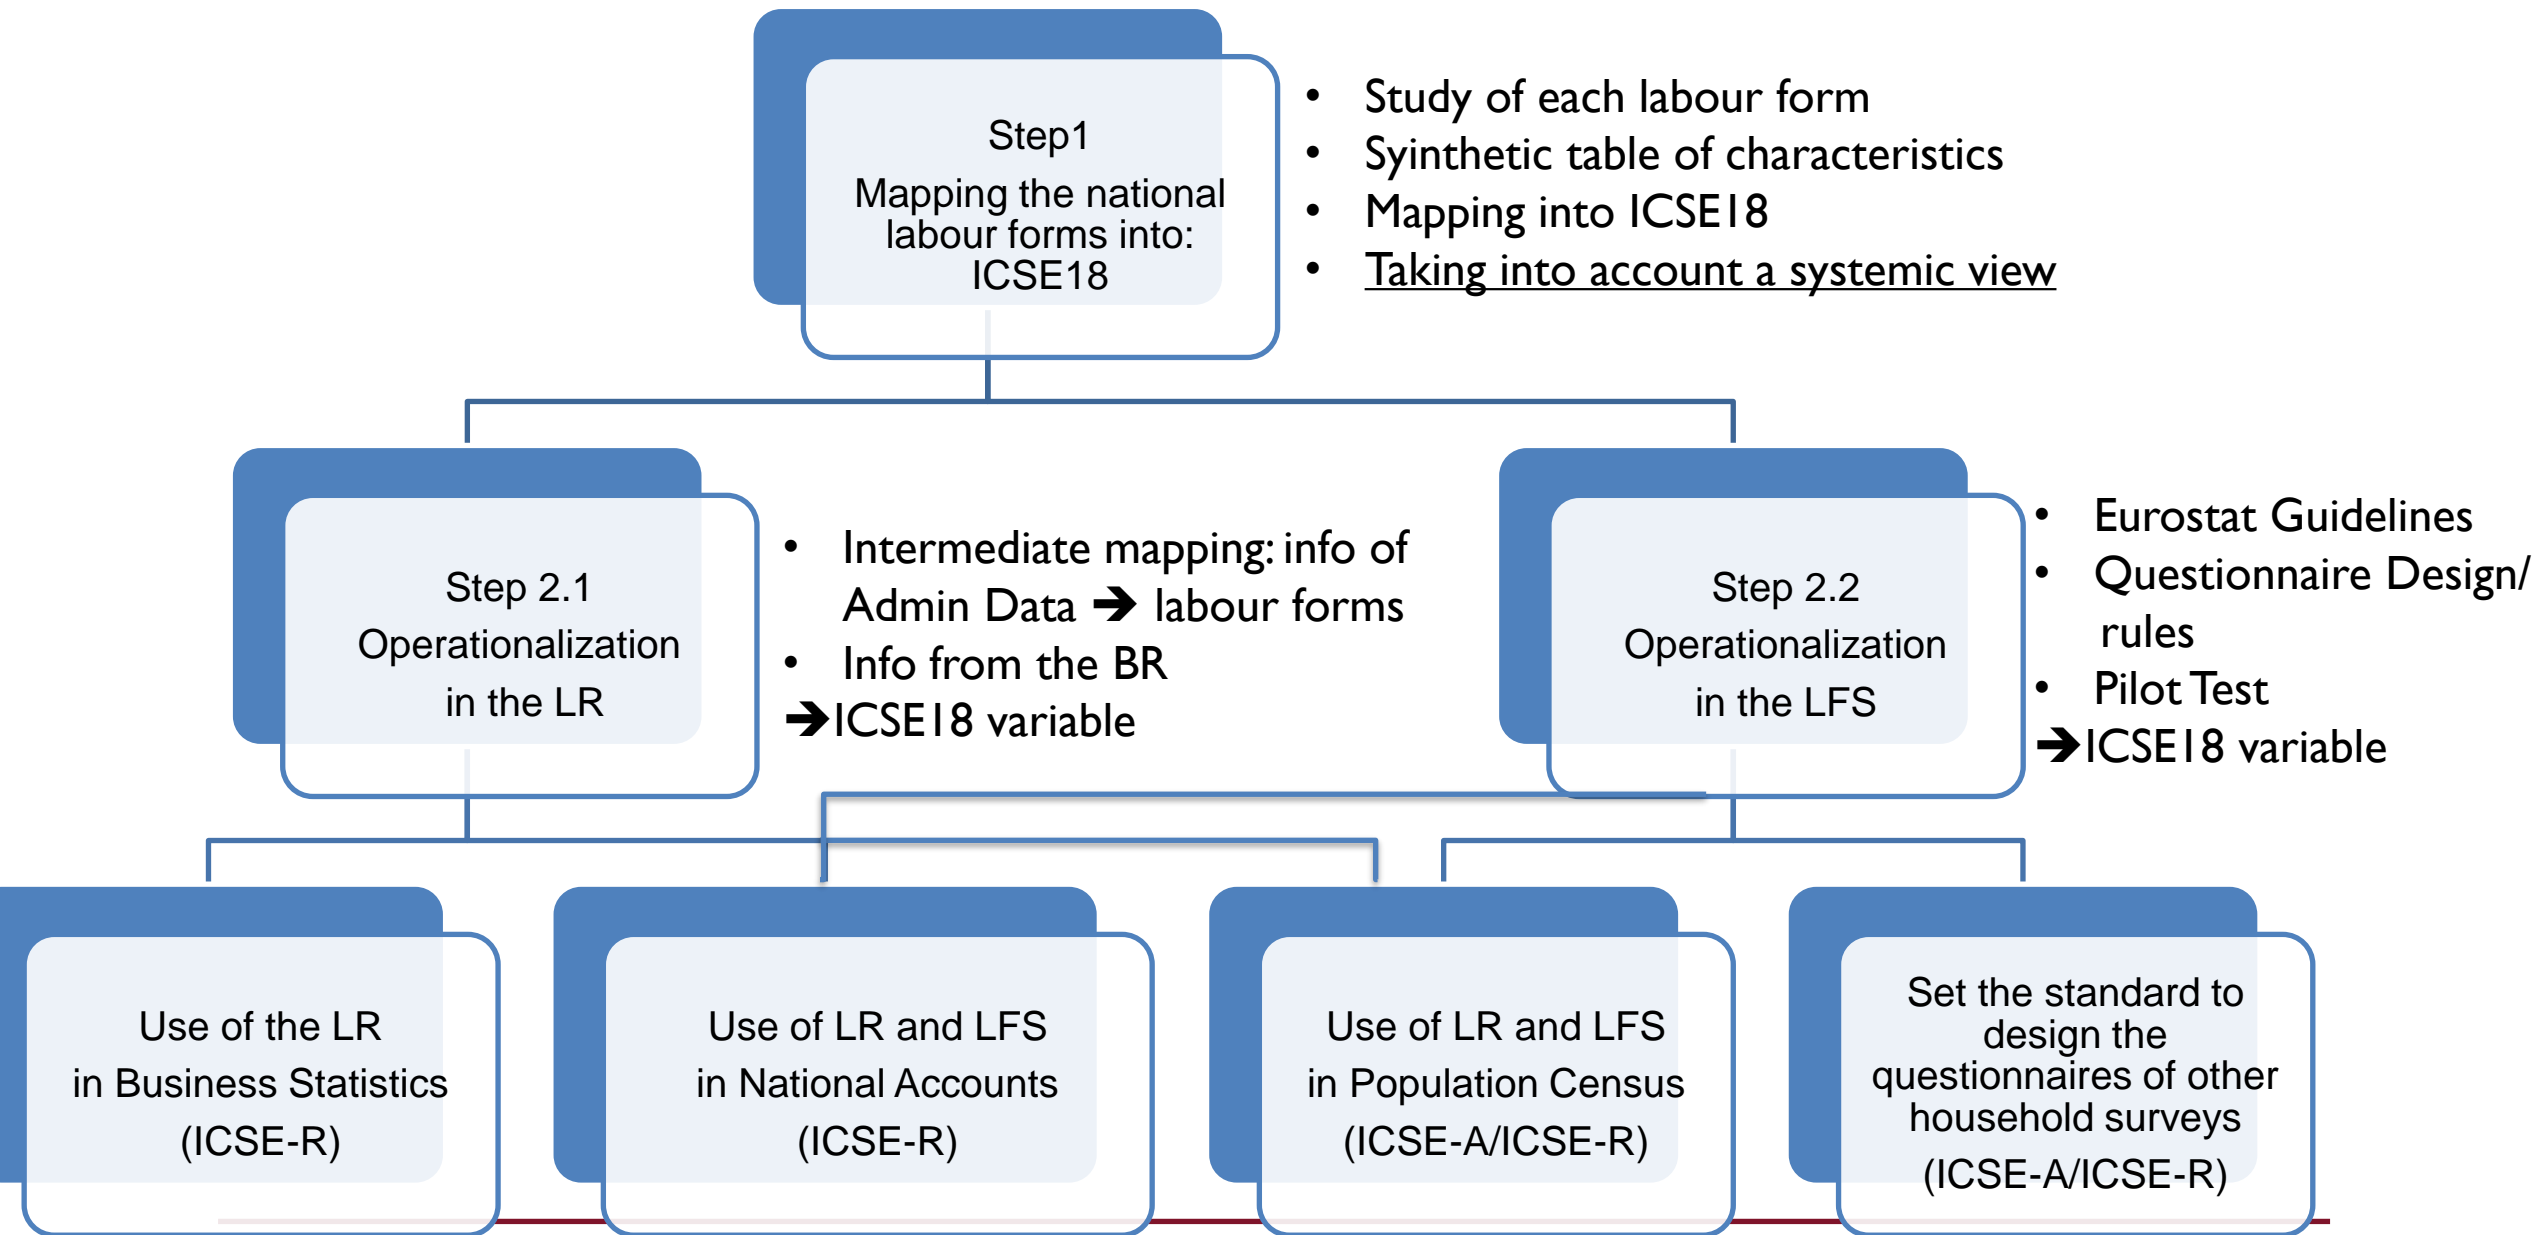 Step1
Mapping the national
labour forms into:
ICSE18
• Study of each labour form
• Syinthetic table of characteristics
• Mapping into ICSE18
• Taking into account a systemic view
Step 2.1
Operationalization
in the LR
• Intermediate mapping: info of
Admin Data ➔ labour forms
• Info from the BR
➔ICSE18 variable
Step 2.2
Operationalization
in the LFS
• Eurostat Guidelines
• Questionnaire Design/
rules
• Pilot Test
➔ICSE18 variable
Use of the LR
in Business Statistics
(ICSE-R)
Use of LR and LFS
in National Accounts
(ICSE-R)
Use of LR and LFS
in Population Census
(ICSE-A/ICSE-R)
Set the standard to
design the
questionnaires of other
household surveys
(ICSE-A/ICSE-R)